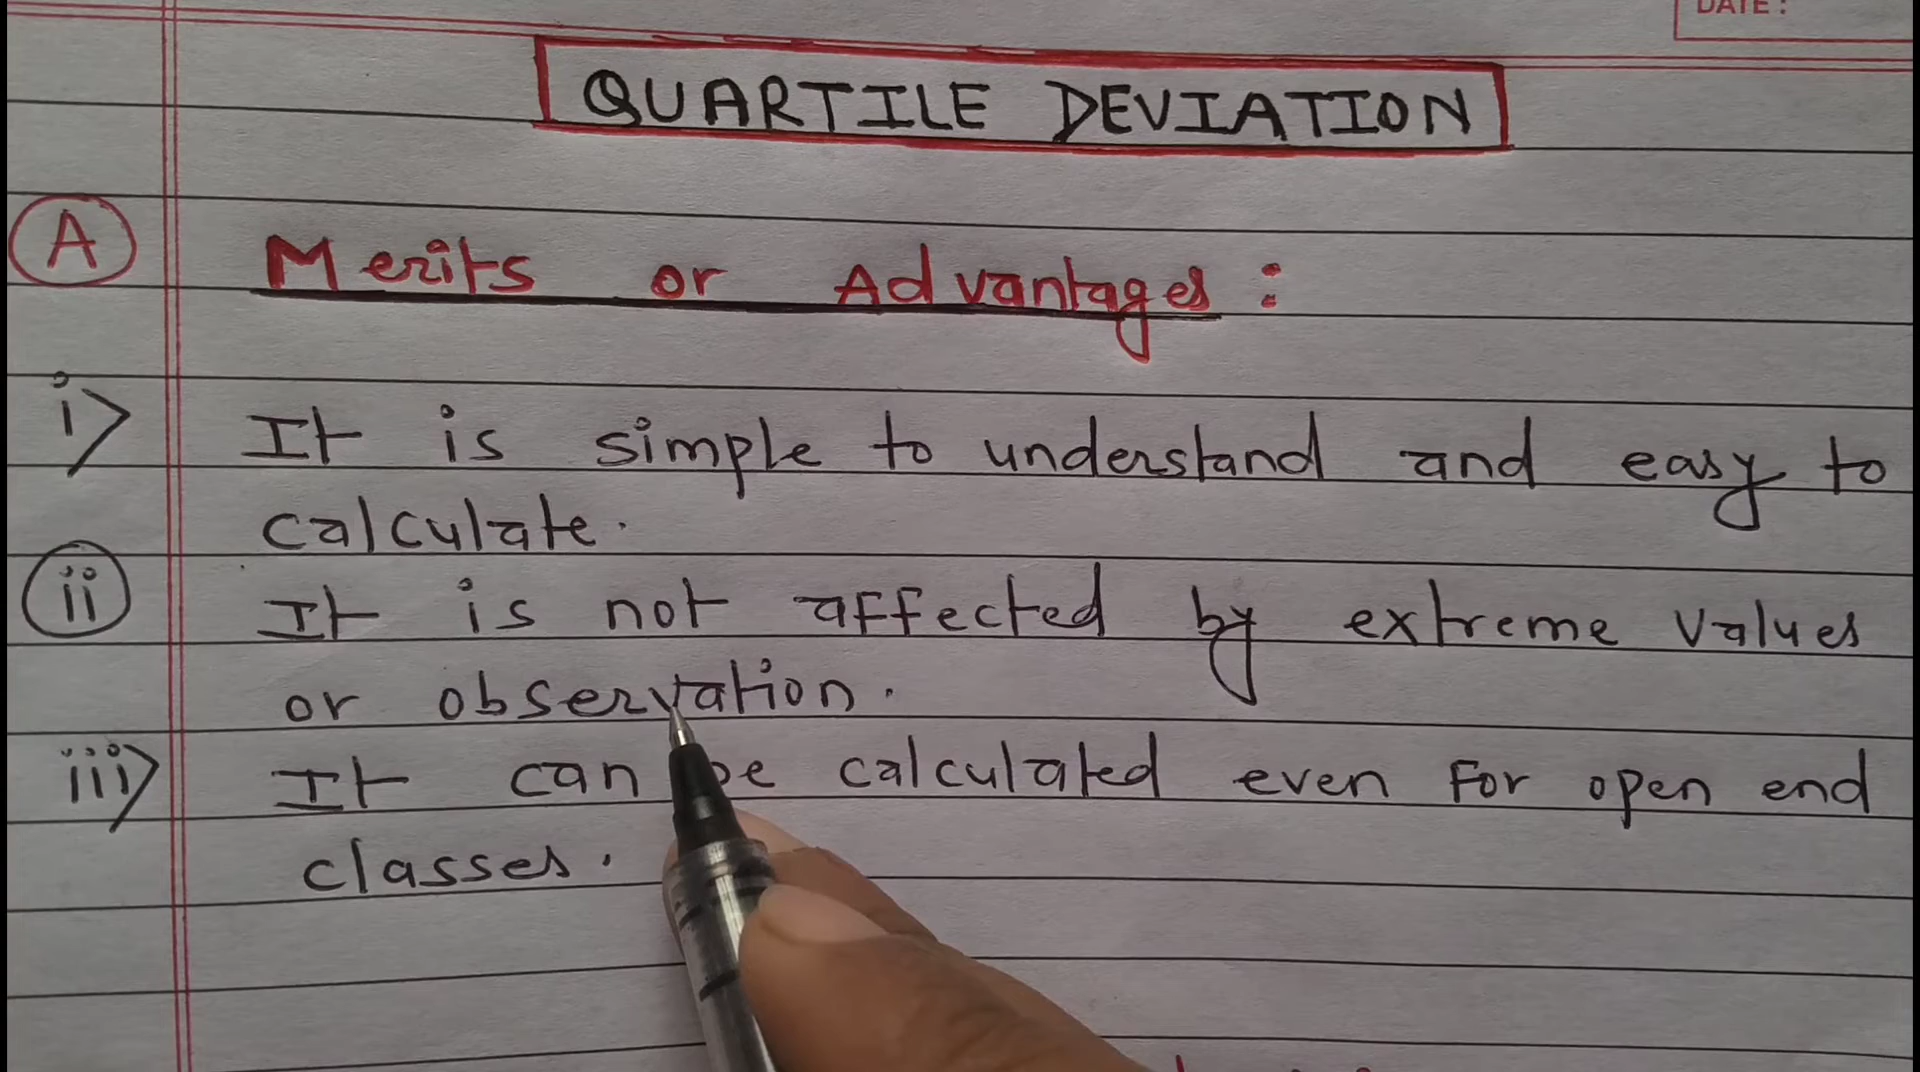 DATE:
QUARTILE DEVIATION
A Merits or Advantages:
i) It is simple to understand and easy to
calculate.
ii It is not affected by extreme values
or observation.
iii) It can be calculated even For open end
classes.